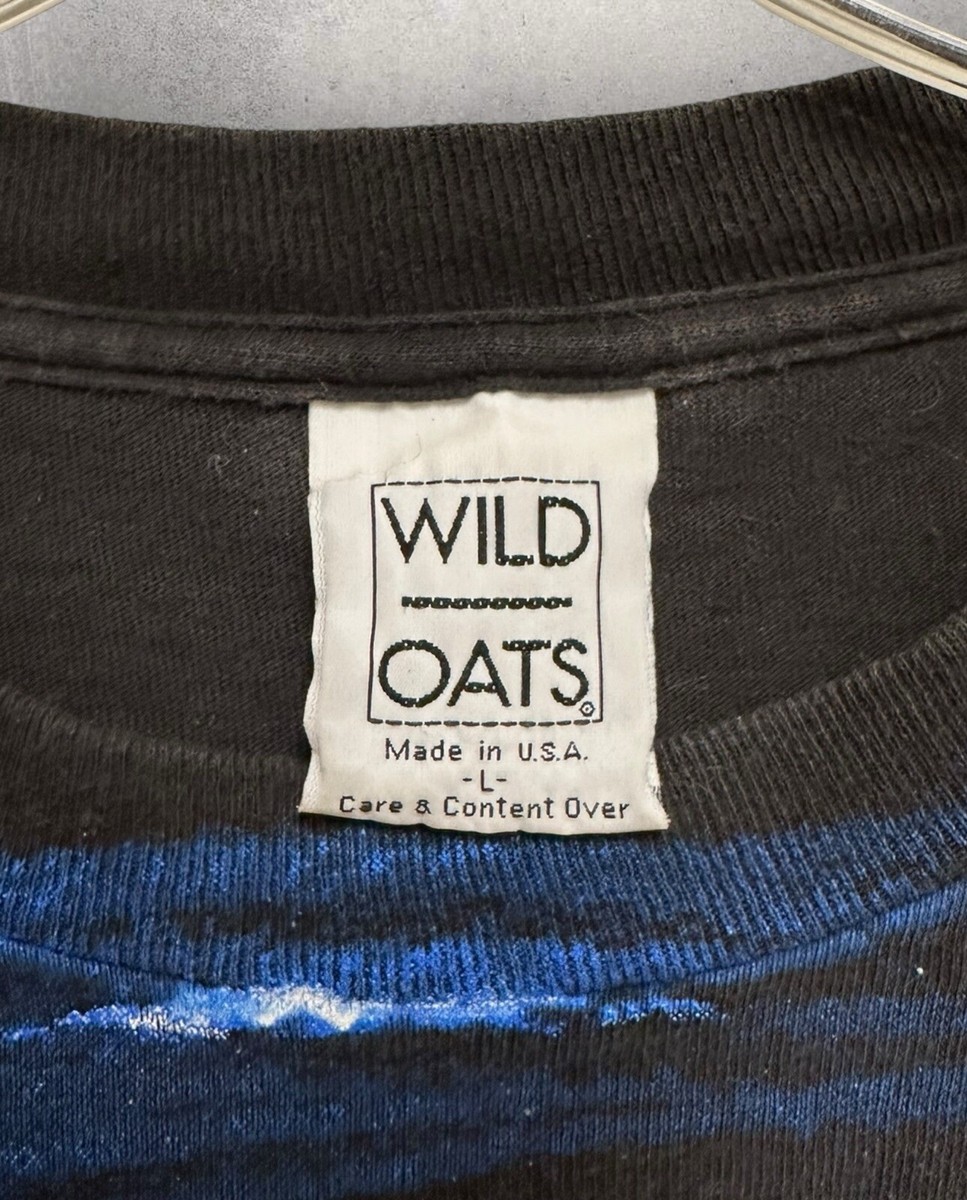 WILD
OATS
Made in U.S.A.
-L-
Care & Content Over